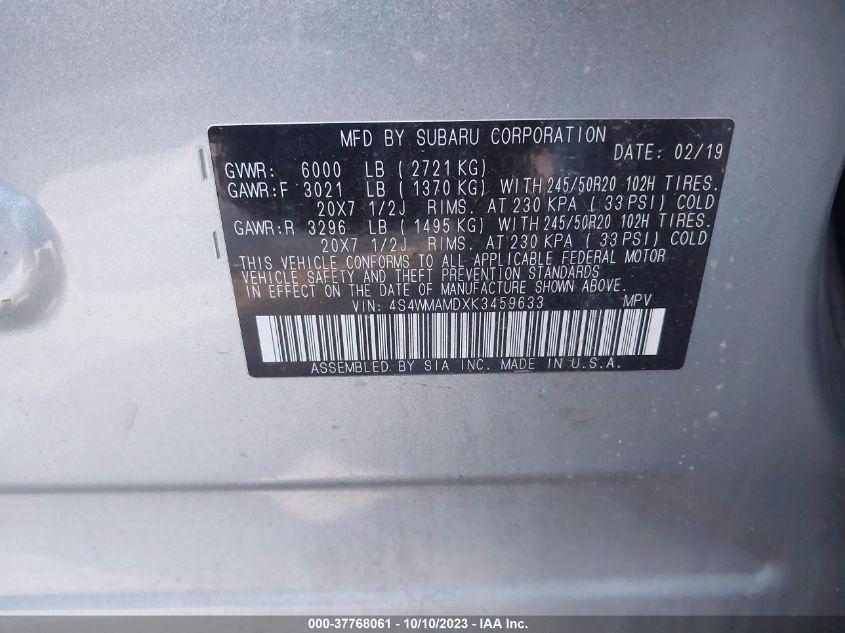 MFD BY SUBARU CORPORATION
DATE: 02/19
GVWR: 6000 LB ( 2721 KG)
GAWR:F 3021 LB ( 1370 KG) WITH 245/50R20 102H TIRES.
20X7 1/2J RIMS. AT 230 KPA ( 33 PSI) COLD
GAWR:R 3296 LB ( 1495 KG) WITH 245/50R20 102H TIRES.
20X7 1/2J RIMS. AT 230 KPA ( 33 PSI) COLD
THIS VEHICLE CONFORMS TO ALL APPLICABLE FEDERAL MOTOR
VEHICLE SAFETY AND THEFT PREVENTION STANDARDS
IN EFFECT ON THE DATE OF MANUFACTURE SHOWN ABOVE.
VIN: 4S4WMAMDXK3459633 MPV
ASSEMBLED BY SIA INC. MADE IN U.S.A.
000-37768061 - 10/10/2023 - © IAA Inc.